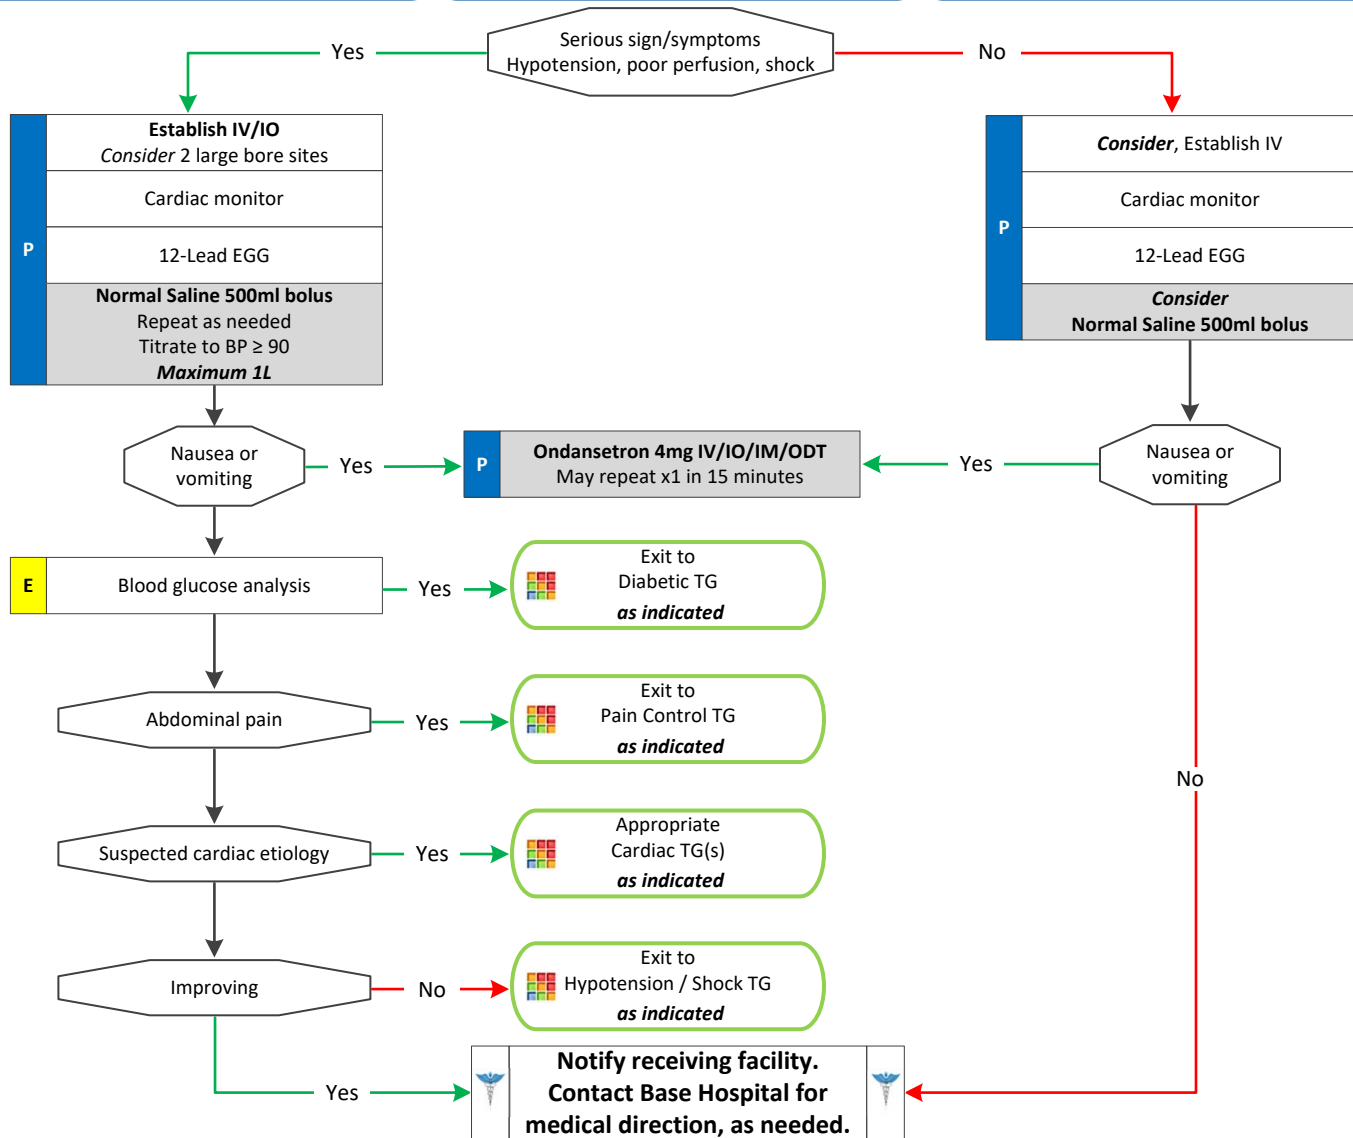 Serious sign/symptoms
Hypotension, poor perfusion, shock
Yes
No
P
Establish IV/IO
Consider 2 large bore sites
Cardiac monitor
12-Lead EGG
Normal Saline 500ml bolus
Repeat as needed
Titrate to BP ≥ 90
Maximum 1L
P
Consider, Establish IV
Cardiac monitor
12-Lead EGG
Consider
Normal Saline 500ml bolus
Nausea or
vomiting
Yes
P
Ondansetron 4mg IV/IO/IM/ODT
May repeat x1 in 15 minutes
Yes
Nausea or
vomiting
E
Blood glucose analysis
Yes
Exit to
Diabetic TG
as indicated
Abdominal pain
Yes
Exit to
Pain Control TG
as indicated
No
Suspected cardiac etiology
Yes
Appropriate
Cardiac TG(s)
as indicated
Improving
No
Exit to
Hypotension / Shock TG
as indicated
Yes
Notify receiving facility.
Contact Base Hospital for
medical direction, as needed.